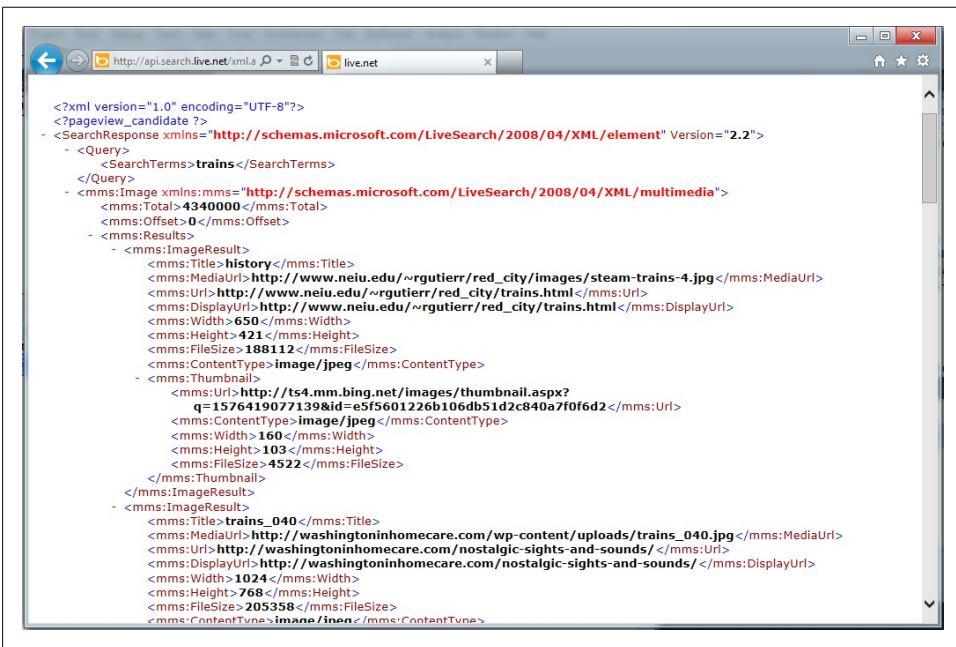 http://api.search.live.net/xml.a
live.net
<?xml version="1.0" encoding="UTF-8"?>
<?pageview_candidate ?>
- <SearchResponse xmlns="http://schemas.microsoft.com/LiveSearch/2008/04/XML/element" Version="2.2">
- <Query>
<SearchTerms>trains</SearchTerms>
</Query>
- <mms:Image xmlns:mms="http://schemas.microsoft.com/LiveSearch/2008/04/XML/multimedia">
<mms:Total>4340000</mms:Total>
<mms:Offset>0</mms:Offset>
- <mms:Results>
- <mms:ImageResult>
<mms:Title>history</mms:Title>
<mms:MediaUrl>http://www.neiu.edu/~rgutierr/red_city/images/steam-trains-4.jpg</mms:MediaUrl>
<mms:Url>http://www.neiu.edu/~rgutierr/red_city/trains.html</mms:Url>
<mms:DisplayUrl>http://www.neiu.edu/~rgutierr/red_city/trains.html</mms:DisplayUrl>
<mms:Width>650</mms:Width>
<mms:Height>421</mms:Height>
<mms:FileSize>188112</mms:FileSize>
<mms:ContentType>image/jpeg</mms:ContentType>
- <mms:Thumbnail>
<mms:Url>http://ts4.mm.bing.net/images/thumbnail.aspx?
q=1576419077139&id=e5f5601226b106db51d2c840a7f0f6d2</mms:Url>
<mms:ContentType>image/jpeg</mms:ContentType>
<mms:Width>160</mms:Width>
<mms:Height>103</mms:Height>
<mms:FileSize>4522</mms:FileSize>
</mms:Thumbnail>
</mms:ImageResult>
- <mms:ImageResult>
<mms:Title>trains_040</mms:Title>
<mms:MediaUrl>http://washingtoninhomecare.com/wp-content/uploads/trains_040.jpg</mms:MediaUrl>
<mms:Url>http://washingtoninhomecare.com/nostalgic-sights-and-sounds/</mms:Url>
<mms:DisplayUrl>http://washingtoninhomecare.com/nostalgic-sights-and-sounds/</mms:DisplayUrl>
<mms:Width>1024</mms:Width>
<mms:Height>768</mms:Height>
<mms:FileSize>205358</mms:FileSize>
<mms:ContentType>image/jpeg</mms:ContentType>